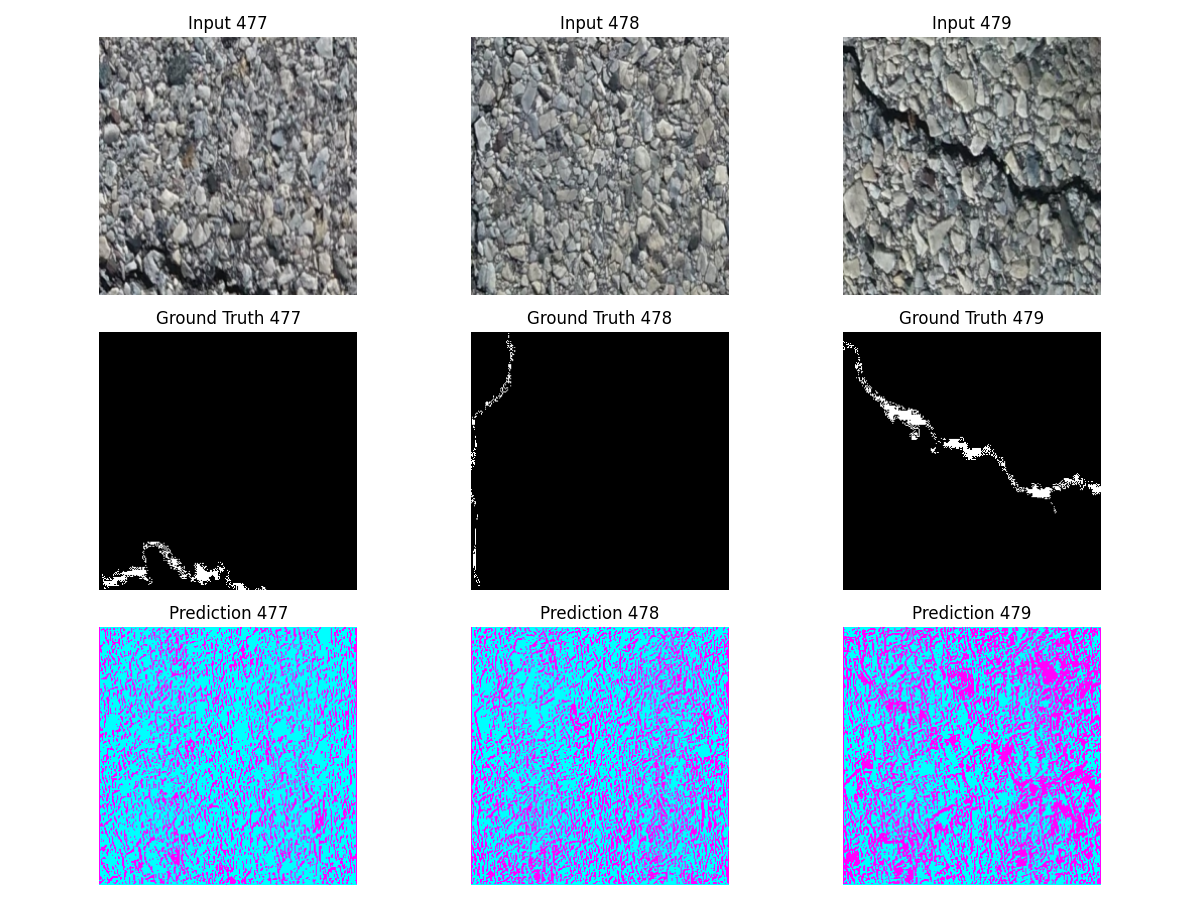 Input 477
Input 478
Input 479
Ground Truth 477
Ground Truth 478
Ground Truth 479
Prediction 477
Prediction 478
Prediction 479